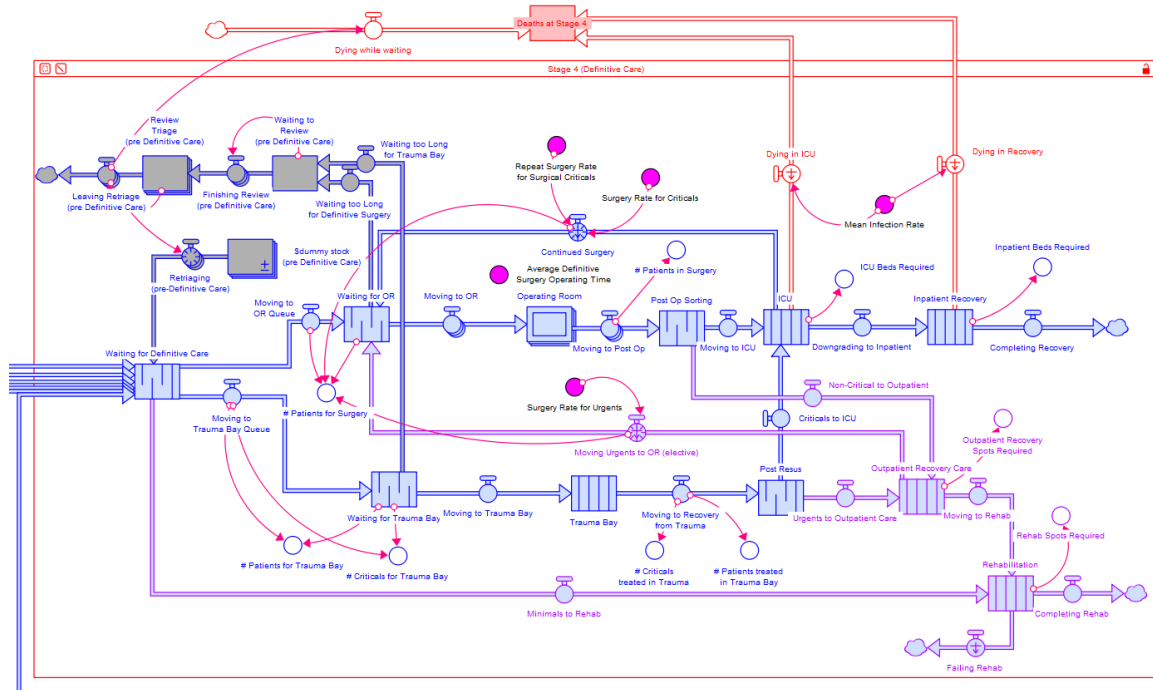 Deaths at Stage 4
Dying while waiting
Stage 4 (Definitive Care)
Review
Triage
(pre Definitive Care)
Waiting to
Review
(pre Definitive Care)
Waiting too Long
for Trauma Bay
Repeat Surgery Rate
for Surgical Criticals
Dying in ICU
Dying in Recovery
Leaving Retriage
(pre Definitive Care)
Finishing Review
(pre Definitive Care)
Waiting too Long
for Definitive Surgery
Surgery Rate for Criticals
Mean Infection Rate
Retriaging
(pre-Definitive Care)
$dummy stock
(pre Definitive Care)
Continued Surgery
Average Definitive
Surgery Operating Time
# Patients in Surgery
ICU Beds Required
Inpatient Beds Required
Moving to
OR Queue
Waiting for OR
Moving to OR
Operating Room
Post Op Sorting
ICU
Inpatient Recovery
Moving to Post Op
Moving to ICU
Downgrading to Inpatient
Completing Recovery
Waiting for Definitive Care
# Patients for Surgery
Surgery Rate for Urgents
Non-Critical to Outpatient
Moving to
Trauma Bay Queue
Criticals to ICU
Outpatient Recovery
Spots Required
Moving Urgents to OR (elective)
Post Resus
Outpatient Recovery Care
Waiting for Trauma Bay
Moving to Trauma Bay
Trauma Bay
Moving to Recovery
from Trauma
Urgents to Outpatient Care
Moving to Rehab
Rehab Spots Required
# Patients for Trauma Bay
# Criticals for Trauma Bay
# Criticals
treated in Trauma
# Patients treated
in Trauma Bay
Rehabilitation
Minimals to Rehab
Completing Rehab
Failing Rehab